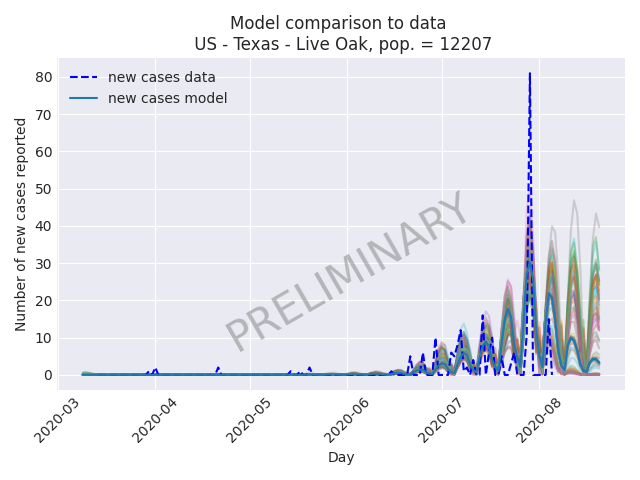 Model comparison to data
US - Texas - Live Oak, pop. = 12207
new cases data
new cases model
PRELIMINARY
Number of new cases reported
80
70
60
50
40
30
20
10
0
2020-03
2020-04
2020-05
2020-06
2020-07
2020-08
Day